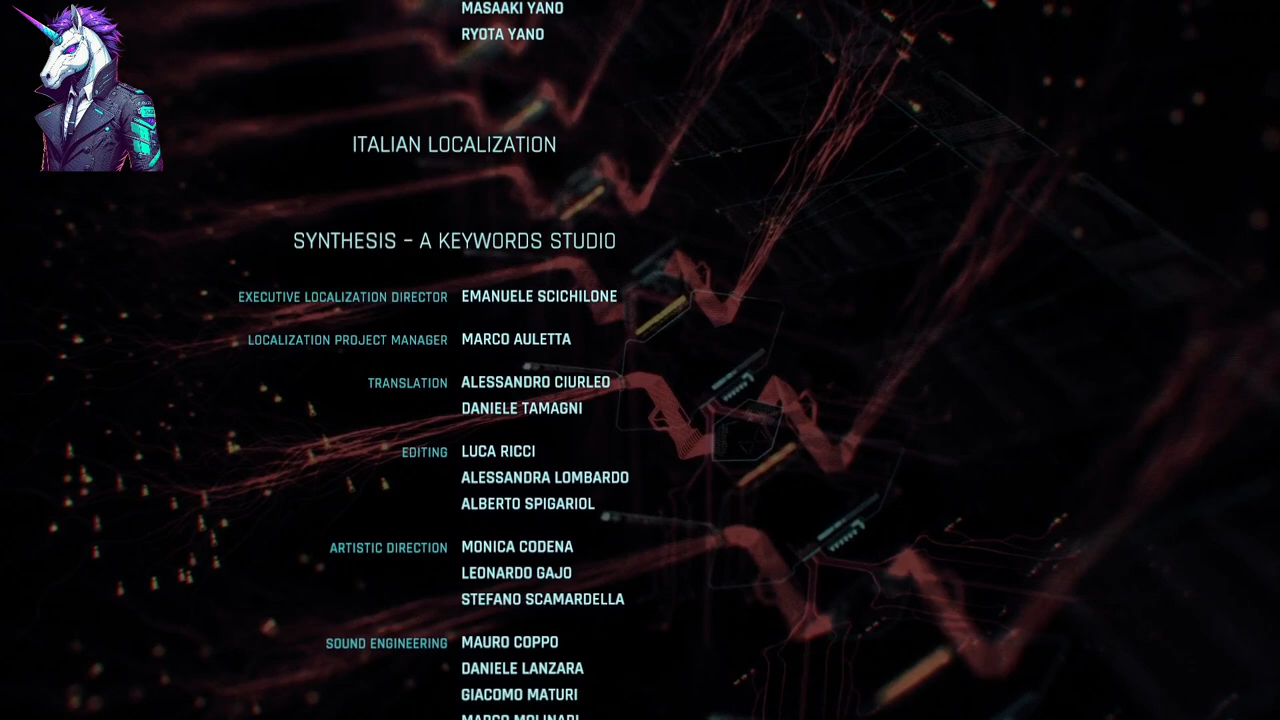 MASAAKI YANO
RYOTA YANO
ITALIAN LOCALIZATION
SYNTHESIS – A KEYWORDS STUDIO
EXECUTIVE LOCALIZATION DIRECTOR EMANUELE SCICHILONE
LOCALIZATION PROJECT MANAGER MARCO AULETTA
TRANSLATION ALESSANDRO CIURLEO
DANIELE TAMAGNI
EDITING LUCA RICCI
ALESSANDRA LOMBARDO
ALBERTO SPIGARIOL
ARTISTIC DIRECTION MONICA CODENA
LEONARDO GAJO
STEFANO SCAMARDELLA
SOUND ENGINEERING MAURO COPPO
DANIELE LANZARA
GIACOMO MATURI
MARCO MOLINARI